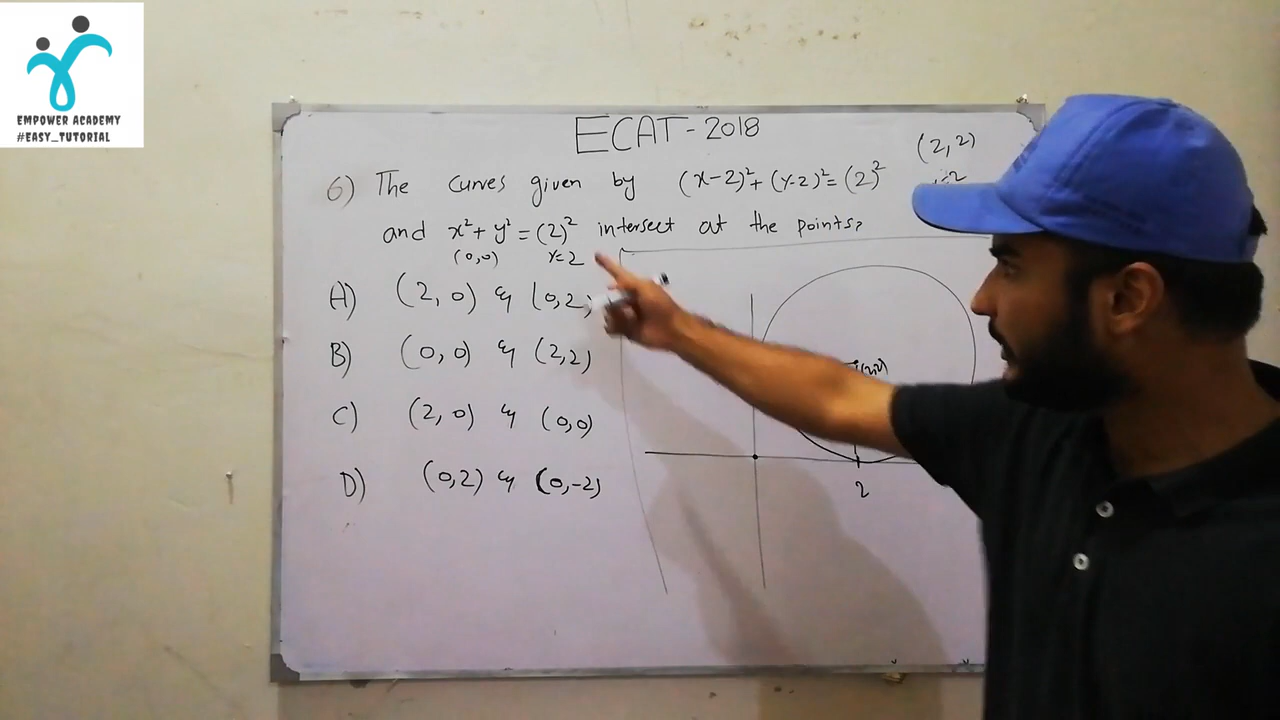 EMPOWER ACADEMY
#EASY_TUTORIAL
ECAT - 2018
(2,2)
6) The curves given by (x-2)²+(y-2)²=(2)²
and x²+y²=(2)² intersect at the points?
(0,0) r=2
A) (2,0) & (0,2)
B) (0,0) & (2,2)
C) (2,0) & (0,0)
D) (0,2) & (0,-2)
2